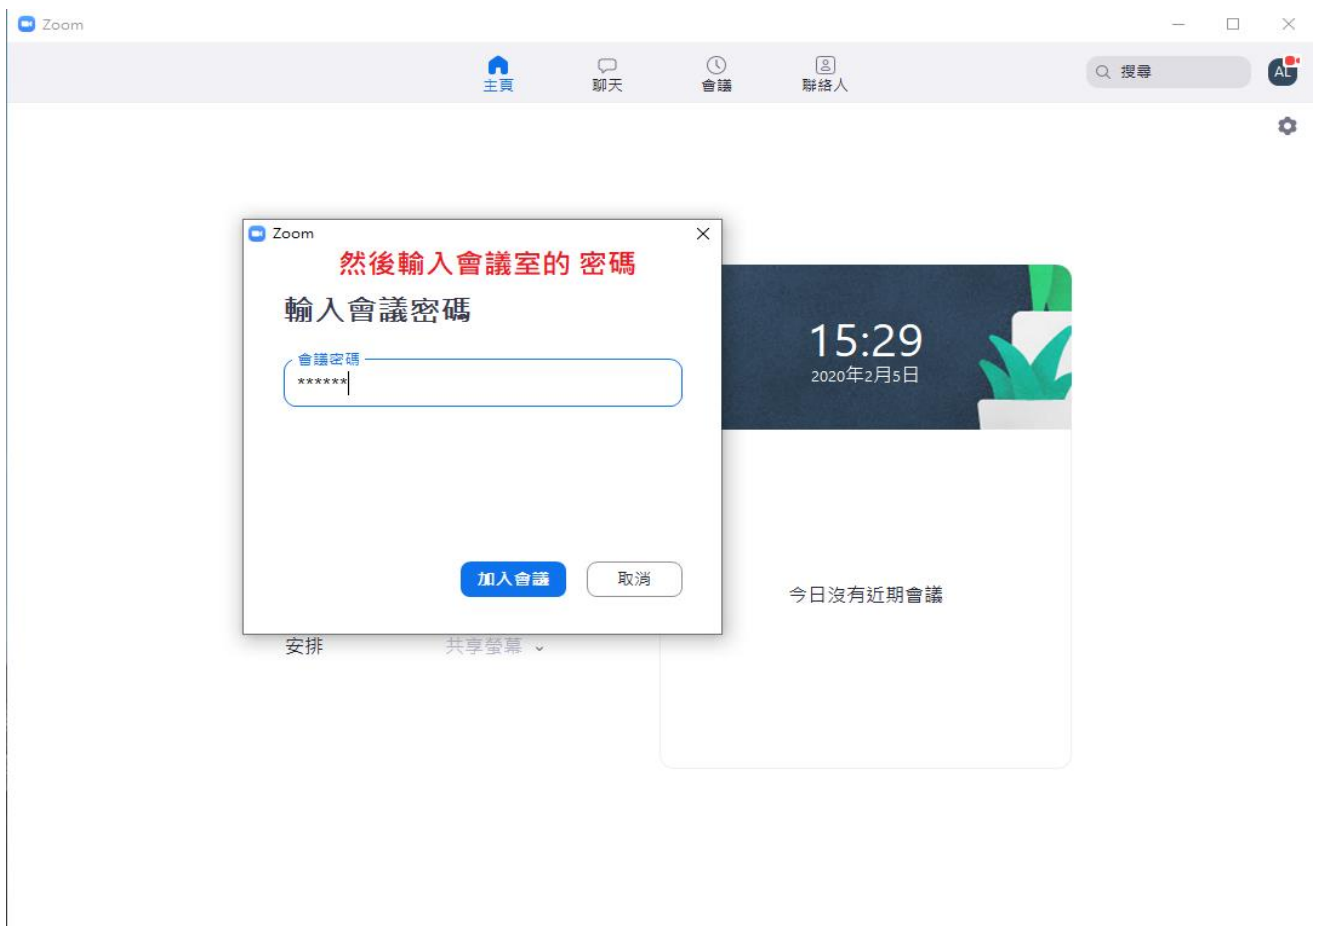 Zoom
主頁
聊天
會議
聯絡人
搜尋
AL
Zoom
然後輸入會議室的 密碼
輸入會議密碼
會議密碼
******
加入會議
取消
15:29
2020年2月5日
今日沒有近期會議
安排
共享螢幕